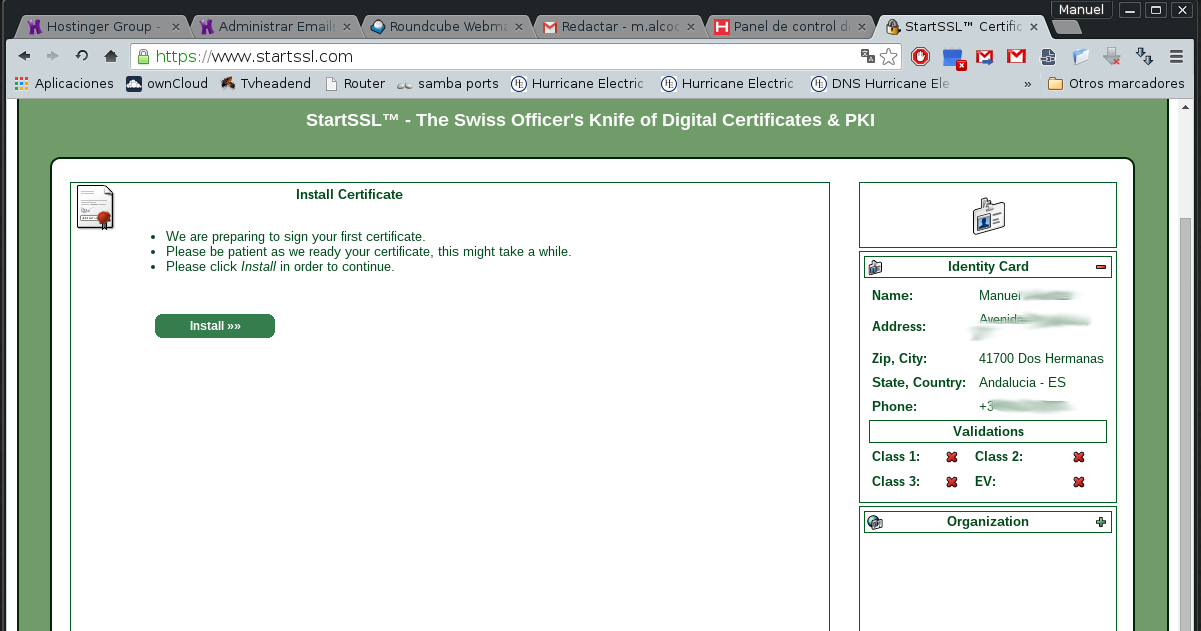 Manuel
Hostinger Group -
Administrar Emails
Roundcube Webma
Redactar - m.alcoc
Panel de control d
StartSSL™ Certific
https://www.startssl.com
Aplicaciones
ownCloud
Tvheadend
Router
samba ports
Hurricane Electric
Hurricane Electric
DNS Hurricane Ele
»
Otros marcadores
StartSSL™ - The Swiss Officer's Knife of Digital Certificates & PKI
Install Certificate
We are preparing to sign your first certificate.
Please be patient as we ready your certificate, this might take a while.
Please click Install in order to continue.
Install »»
Identity Card
Name: Manuel
Address: Avenida
Zip, City: 41700 Dos Hermanas
State, Country: Andalucia - ES
Phone: +3
Validations
Class 1: Class 2:
Class 3: EV:
Organization